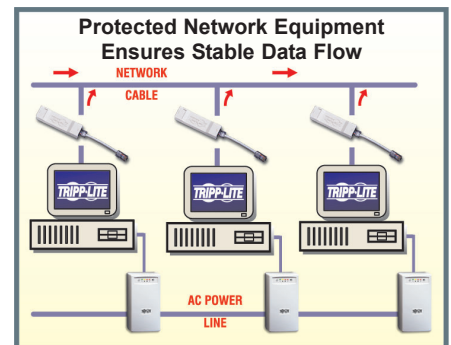 Protected Network Equipment
Ensures Stable Data Flow
NETWORK
CABLE
TRIPP·LITE
TRIPP·LITE
TRIPP·LITE
AC POWER
LINE